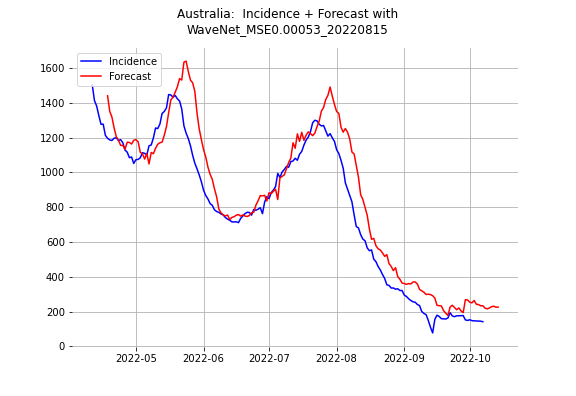 Australia:  Incidence + Forecast with
WaveNet_MSE0.00053_20220815
Incidence
Forecast
1600
1400
1200
1000
800
600
400
200
0
2022-05 2022-06 2022-07 2022-08 2022-09 2022-10